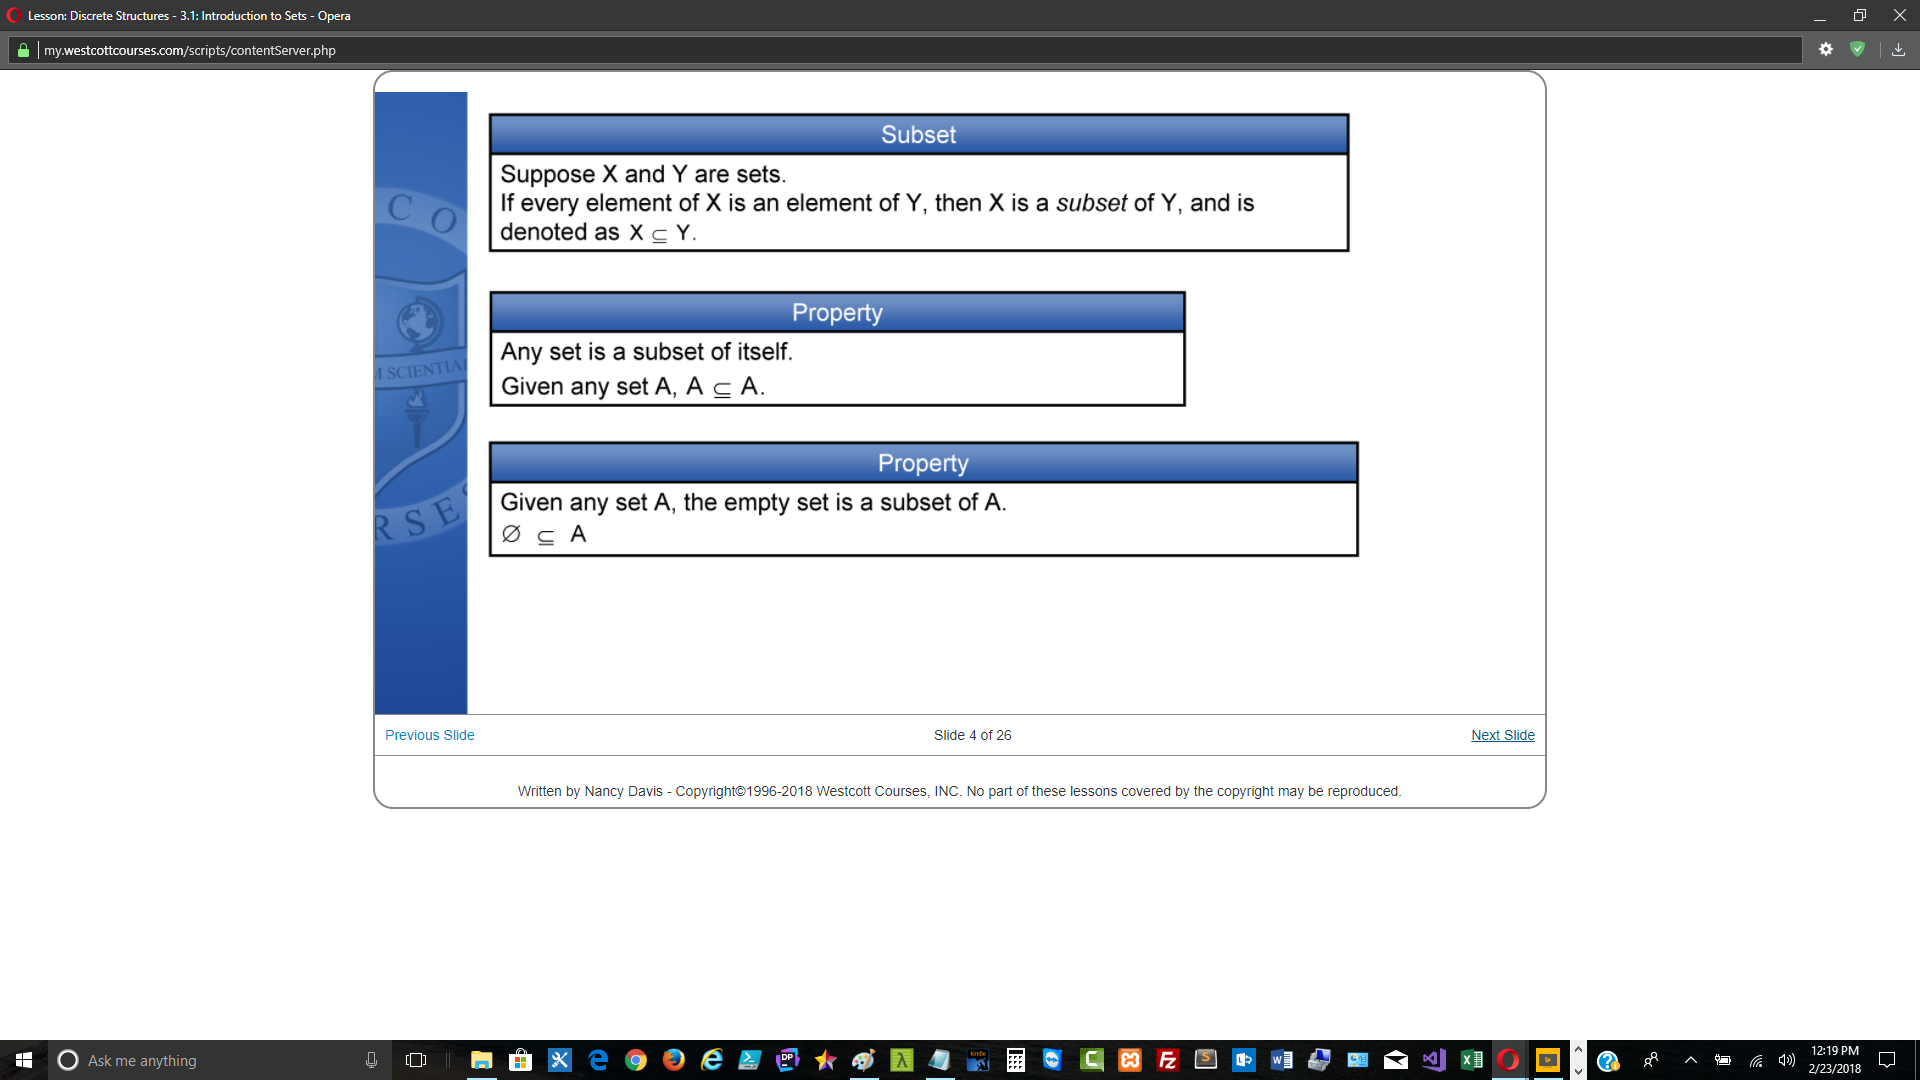 Lesson: Discrete Structures - 3.1: Introduction to Sets - Opera
my.westcottcourses.com/scripts/contentServer.php
Subset
Suppose X and Y are sets.
If every element of X is an element of Y, then X is a subset of Y, and is
denoted as X ⊆ Y.
Property
Any set is a subset of itself.
Given any set A, A ⊆ A.
Property
Given any set A, the empty set is a subset of A.
∅ ⊆ A
C O
M SCIENTIA
R S E
Previous Slide
Slide 4 of 26
Next Slide
Written by Nancy Davis - Copyright©1996-2018 Westcott Courses, INC. No part of these lessons covered by the copyright may be reproduced.
Ask me anything
DP
kindle
12:19 PM
2/23/2018